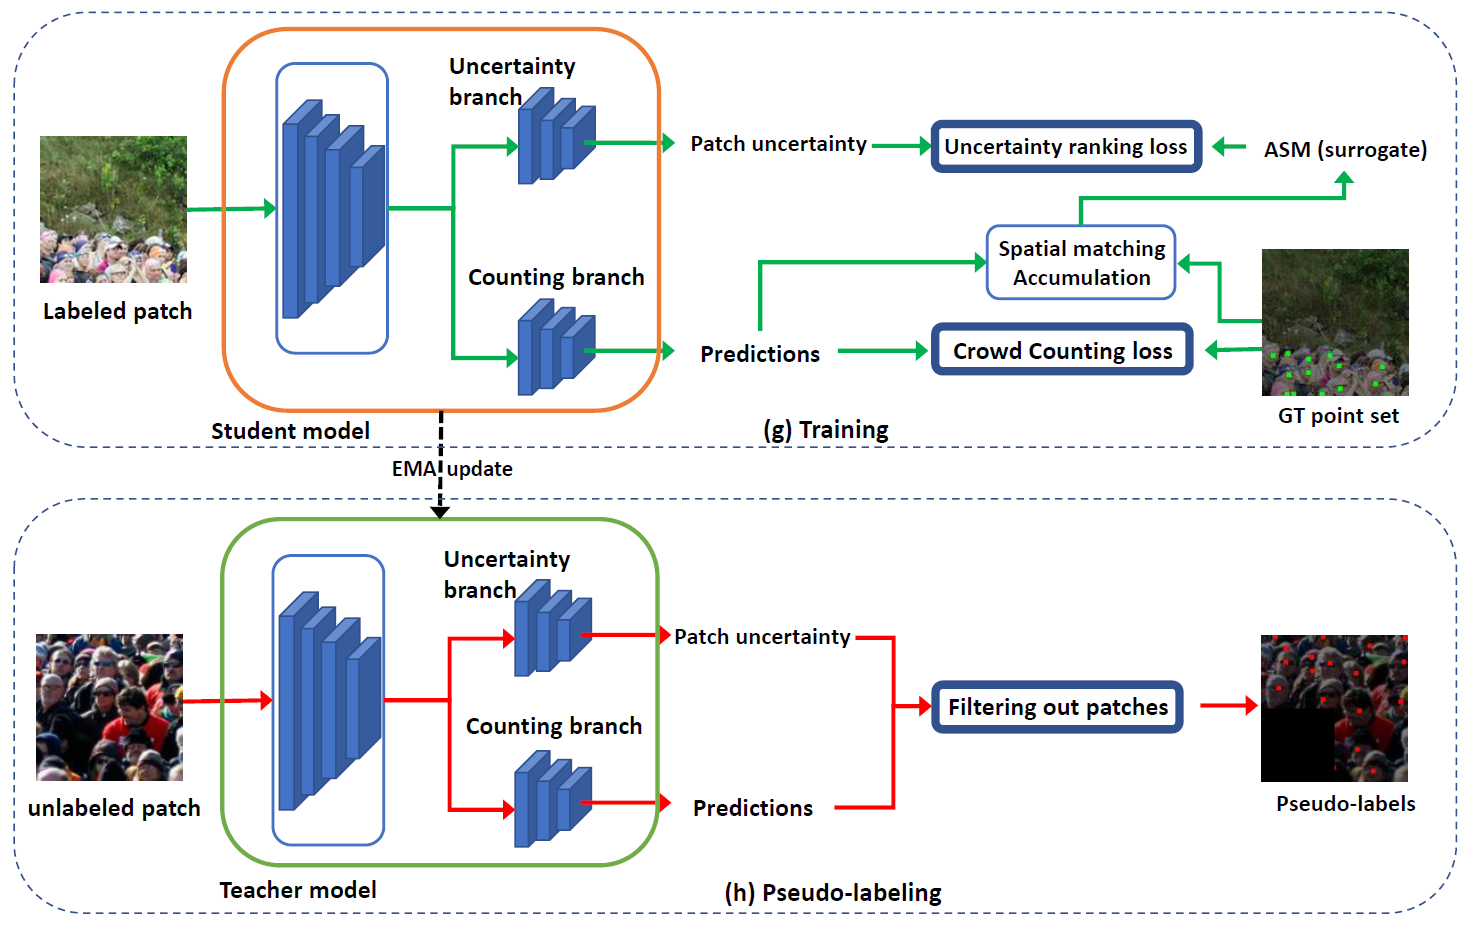 Uncertainty
branch
Patch uncertainty
Uncertainty ranking loss
ASM (surrogate)
Labeled patch
Counting branch
Spatial matching
Accumulation
Predictions
Crowd Counting loss
GT point set
Student model
(g) Training
EMA update
Uncertainty
branch
Patch uncertainty
Filtering out patches
Counting branch
unlabeled patch
Predictions
Pseudo-labels
Teacher model
(h) Pseudo-labeling